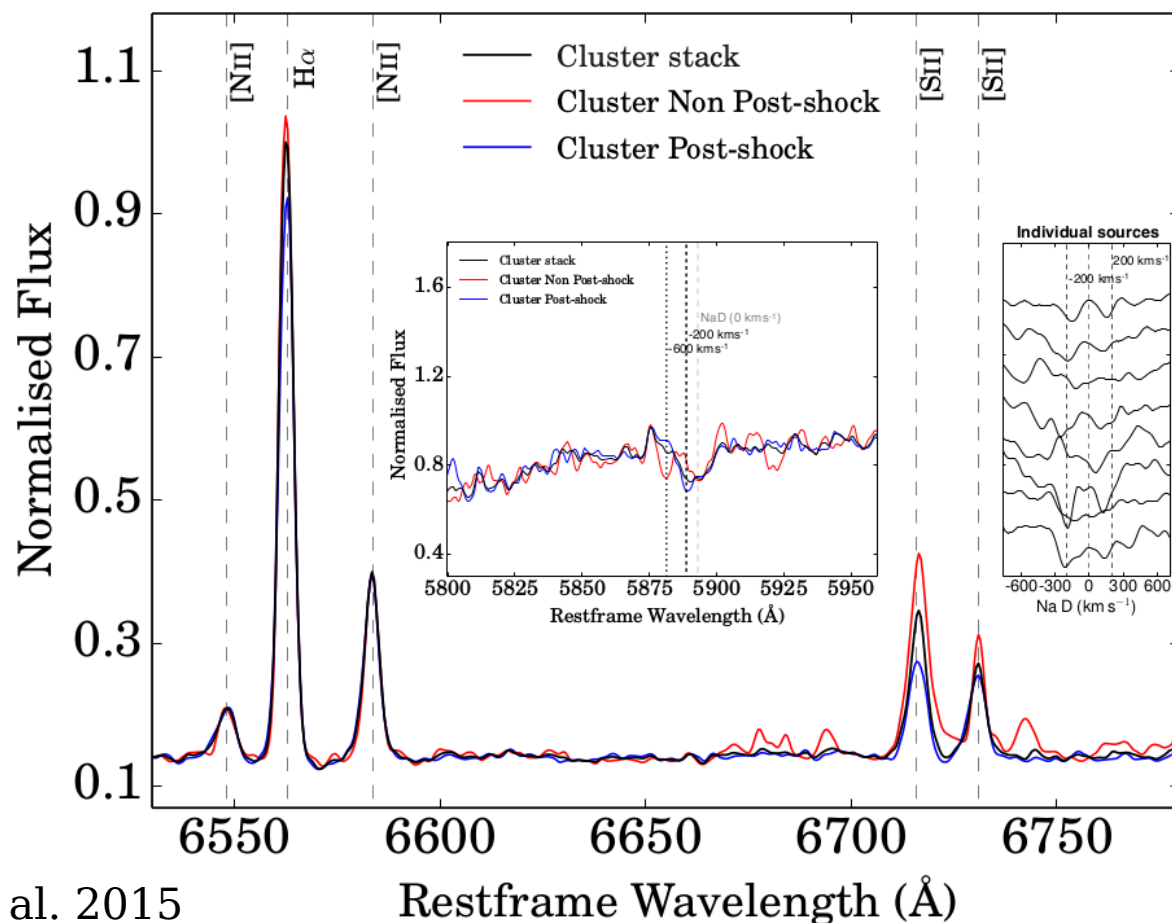 [NII]
Hα
[NII]
[SII]
[SII]
Cluster stack
Cluster Non Post-shock
Cluster Post-shock
Normalised Flux
1.1
0.9
0.7
0.5
0.3
0.1
6550
6600
6650
6700
6750
Restframe Wavelength (Å)
al. 2015
Cluster stack
Cluster Non Post-shock
Cluster Post-shock
NaD (0 kms⁻¹)
-200 kms⁻¹
-600 kms⁻¹
Normalised Flux
1.6
1.2
0.8
0.4
5800
5825
5850
5875
5900
5925
5950
Restframe Wavelength (Å)
Individual sources
200 kms⁻¹
-200 kms⁻¹
-600
-300
0
300
600
Na D (km s⁻¹)